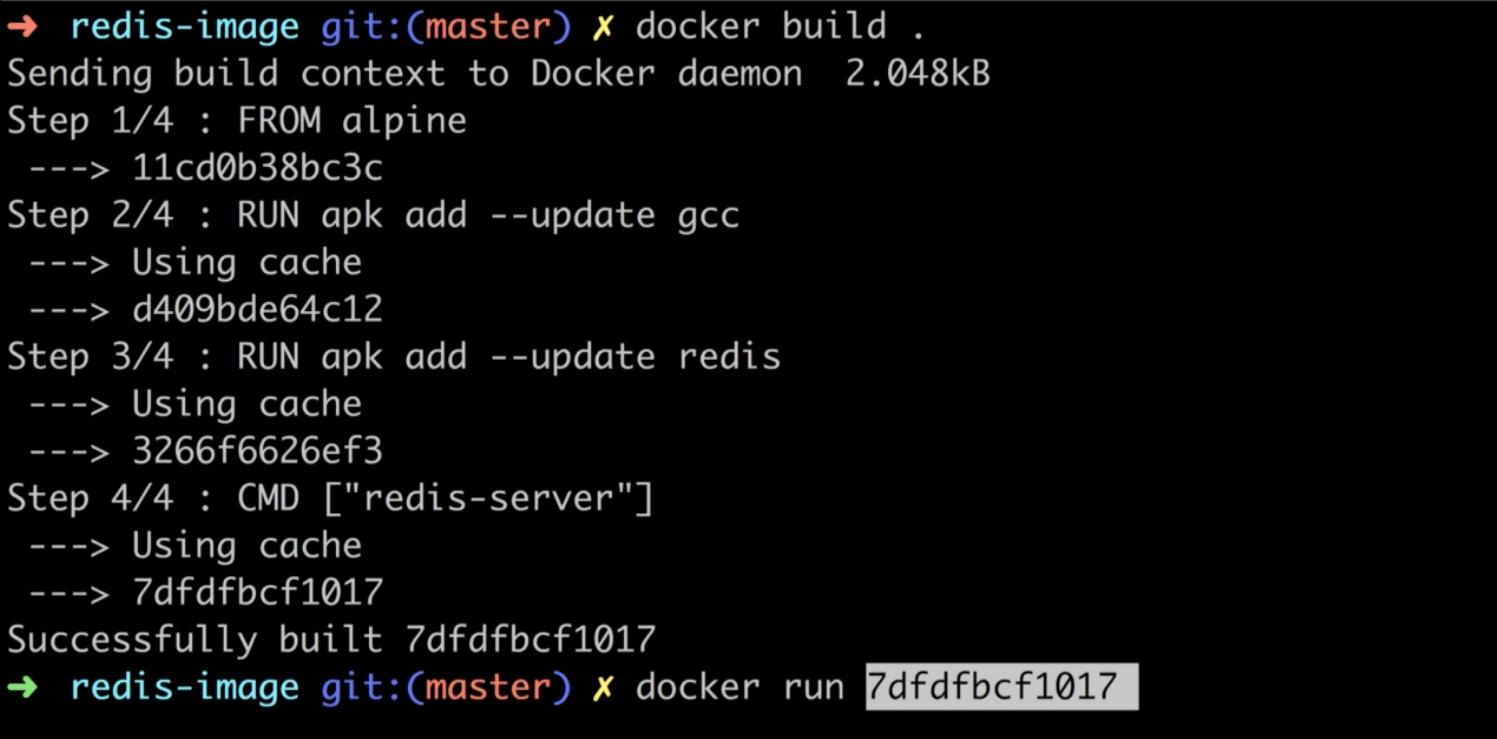 ➜ redis-image git:(master) ✗ docker build .
Sending build context to Docker daemon 2.048kB
Step 1/4 : FROM alpine
---> 11cd0b38bc3c
Step 2/4 : RUN apk add --update gcc
---> Using cache
---> d409bde64c12
Step 3/4 : RUN apk add --update redis
---> Using cache
---> 3266f6626ef3
Step 4/4 : CMD ["redis-server"]
---> Using cache
---> 7dfdfbcf1017
Successfully built 7dfdfbcf1017
➜ redis-image git:(master) ✗ docker run 7dfdfbcf1017